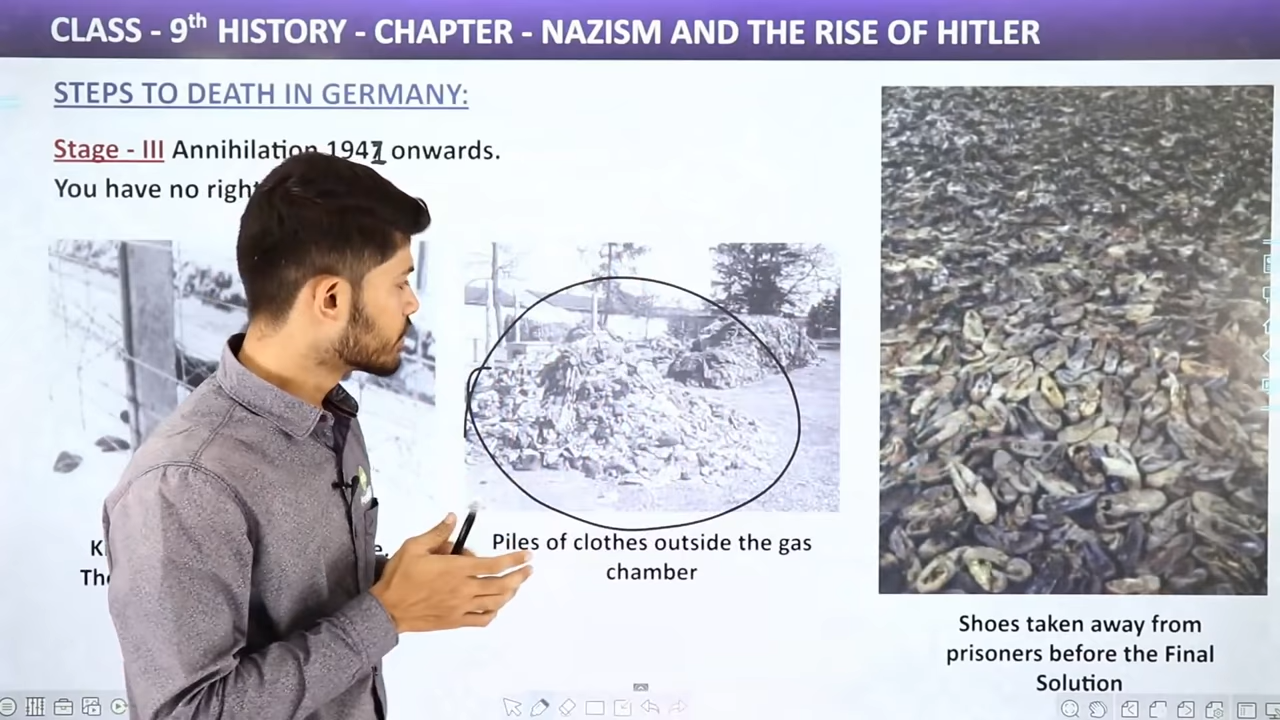 CLASS - 9th HISTORY - CHAPTER - NAZISM AND THE RISE OF HITLER
STEPS TO DEATH IN GERMANY:
Stage - III Annihilation 1941 onwards.
You have no
Piles of clothes outside the gas
chamber
Shoes taken away from
prisoners before the Final
Solution